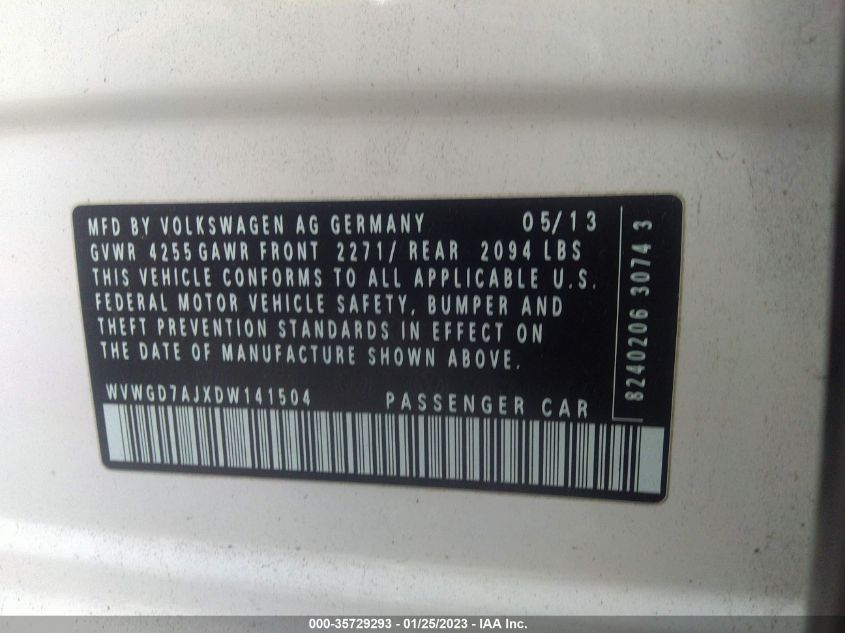 MFD BY VOLKSWAGEN AG GERMANY 05/13
GVWR 4255 GAWR FRONT 2271/ REAR 2094 LBS
THIS VEHICLE CONFORMS TO ALL APPLICABLE U.S.
FEDERAL MOTOR VEHICLE SAFETY, BUMPER AND
THEFT PREVENTION STANDARDS IN EFFECT ON
THE DATE OF MANUFACTURE SHOWN ABOVE.
WVWGD7AJXDW141504 PASSENGER CAR
8240206 3074 3
000-35729293 - 01/25/2023 - IAA Inc.